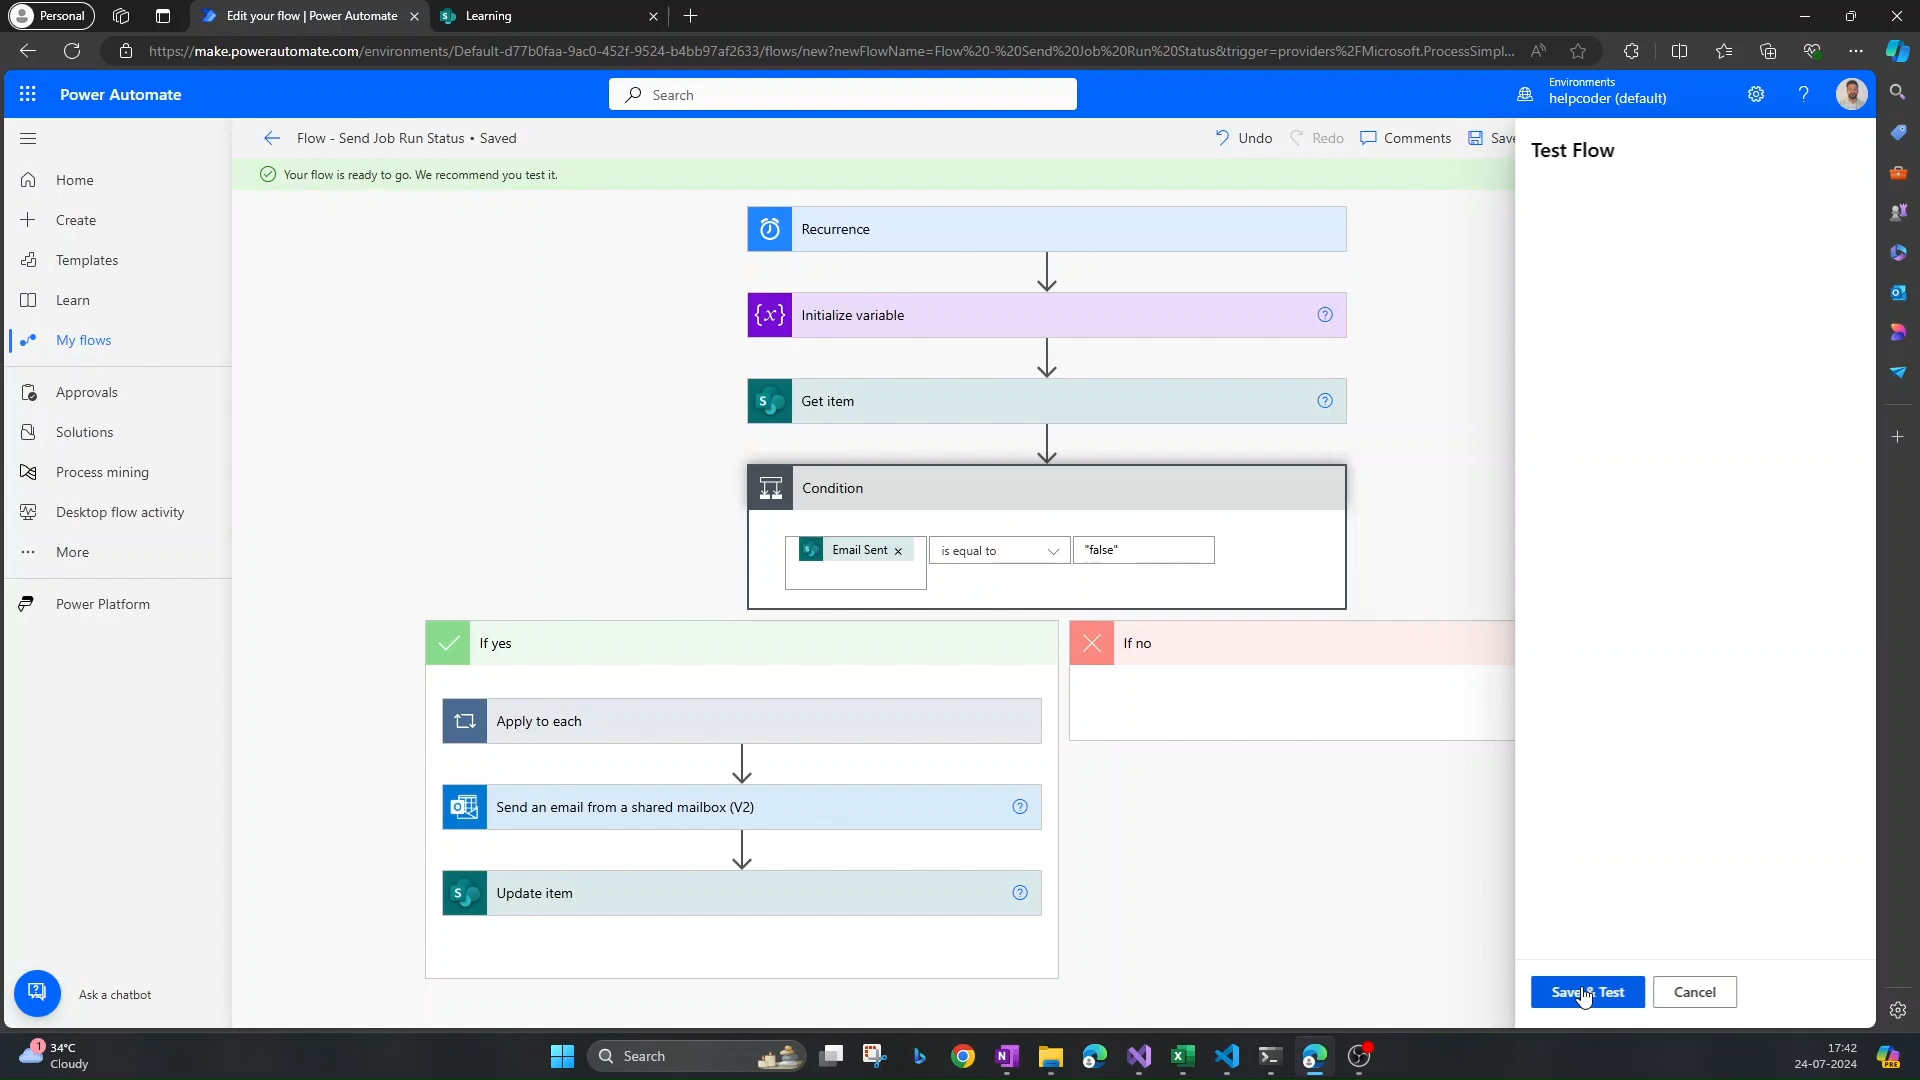 Personal
Edit your flow | Power Automate
Learning
https://make.powerautomate.com/environments/Default-d77b0faa-9ac0-452f-9524-b4bb97af2633/flows/new?newFlowName=Flow%20-%20Send%20Job%20Run%20Status&trigger=providers%2FMicrosoft.ProcessSimpl...
Power Automate
Search
Environments
helpcoder (default)
Flow - Send Job Run Status • Saved
Undo
Redo
Comments
Save
Test Flow
Your flow is ready to go. We recommend you test it.
Home
Create
Templates
Learn
My flows
Approvals
Solutions
Process mining
Desktop flow activity
More
Power Platform
Ask a chatbot
Recurrence
{x} Initialize variable
Get item
Condition
Email Sent
is equal to
"false"
If yes
If no
Apply to each
Send an email from a shared mailbox (V2)
Update item
Save & Test
Cancel
1
34°C
Cloudy
Search
17:42
24-07-2024
PRE